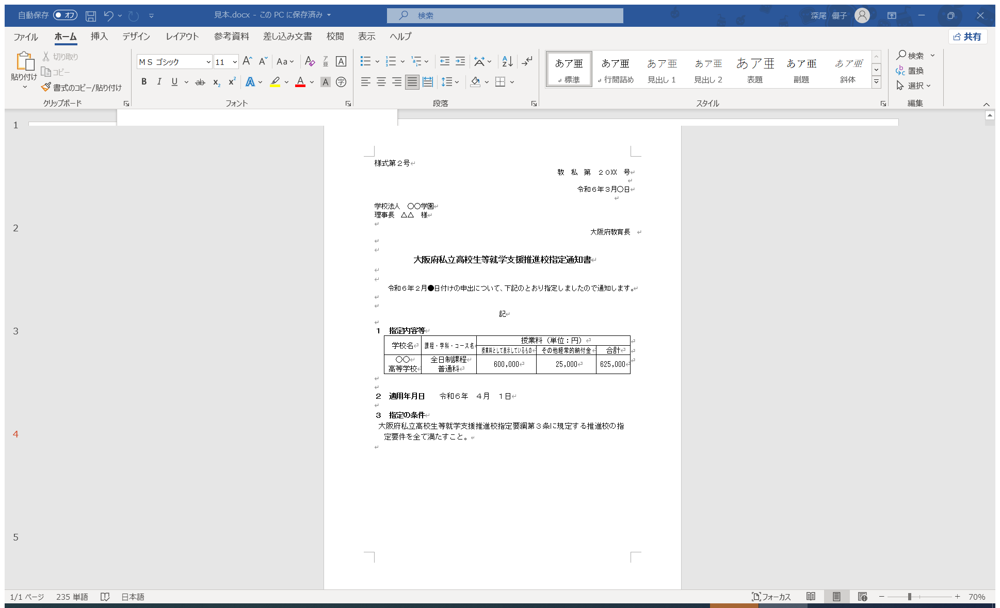 自動保存 オフ 見本.docx - この PC に保存済み 検索 深尾 優子
ファイル ホーム 挿入 デザイン レイアウト 参考資料 差し込み文書 校閲 表示 ヘルプ 共有
貼り付け 切り取り コピー 書式のコピー/貼り付け
クリップボード
ＭＳ ゴシック 11 Aa
B I U ab x₂ x² A A A 字
フォント
段落
あア亜 あア亜 あア亜 あア亜 あア亜 あア亜 あア亜
標準 行間詰め 見出し 1 見出し 2 表題 副題 斜体
スタイル
検索
置換
選択
編集
1
2
3
4
5
様式第２号
教　私　第　２０XX　号
令和６年３月〇日
学校法人　〇〇学園
理事長　△△　様
大阪府教育長
大阪府私立高校生等就学支援推進校指定通知書
令和６年２月●日付けの申出について、下記のとおり指定しましたので通知します。
記
１　指定内容等
学校名 課程・学科・コース名 授業料（単位：円）
授業料として表示しているもの その他経常的納付金 合計
〇〇 全日制課程
高等学校 普通科 600,000 25,000 625,000
２　適用年月日　　令和６年　４月　１日
３　指定の条件
大阪府私立高校生等就学支援推進校指定要綱第３条に規定する推進校の指
定要件を全て満たすこと。
1/1 ページ 235 単語 日本語 フォーカス 70%